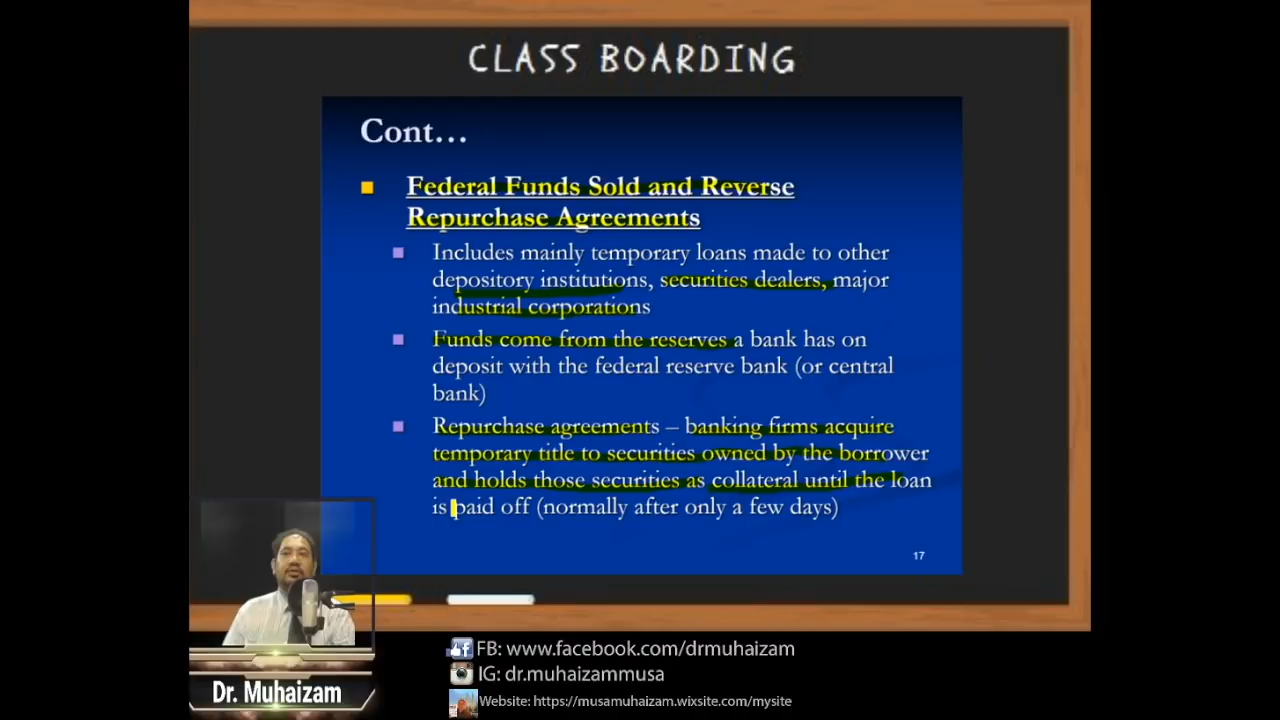 CLASS BOARDING
Cont…
Federal Funds Sold and Reverse
Repurchase Agreements
Includes mainly temporary loans made to other
depository institutions, securities dealers, major
industrial corporations
Funds come from the reserves a bank has on
deposit with the federal reserve bank (or central
bank)
Repurchase agreements – banking firms acquire
temporary title to securities owned by the borrower
and holds those securities as collateral until the loan
is paid off (normally after only a few days)
17
Dr. Muhaizam
FB: www.facebook.com/drmuhaizam
IG: dr.muhaizammusa
Website: https://musamuhaizam.wixsite.com/mysite